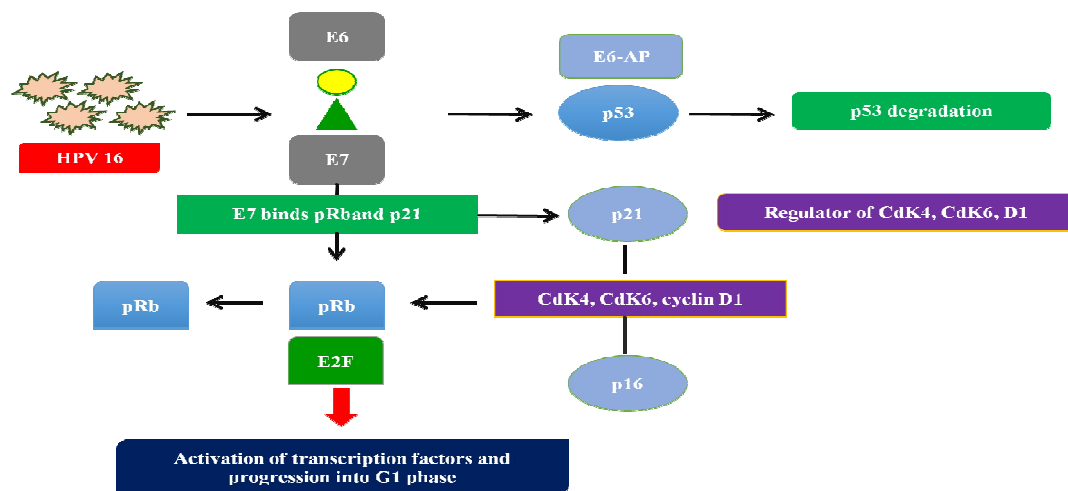 E6
E6-AP
p53
p53 degradation
HPV 16
E7
E7 binds pRband p21
p21
Regulator of CdK4, CdK6, D1
pRb
pRb
CdK4, CdK6, cyclin D1
E2F
p16
Activation of transcription factors and
progression into G1 phase